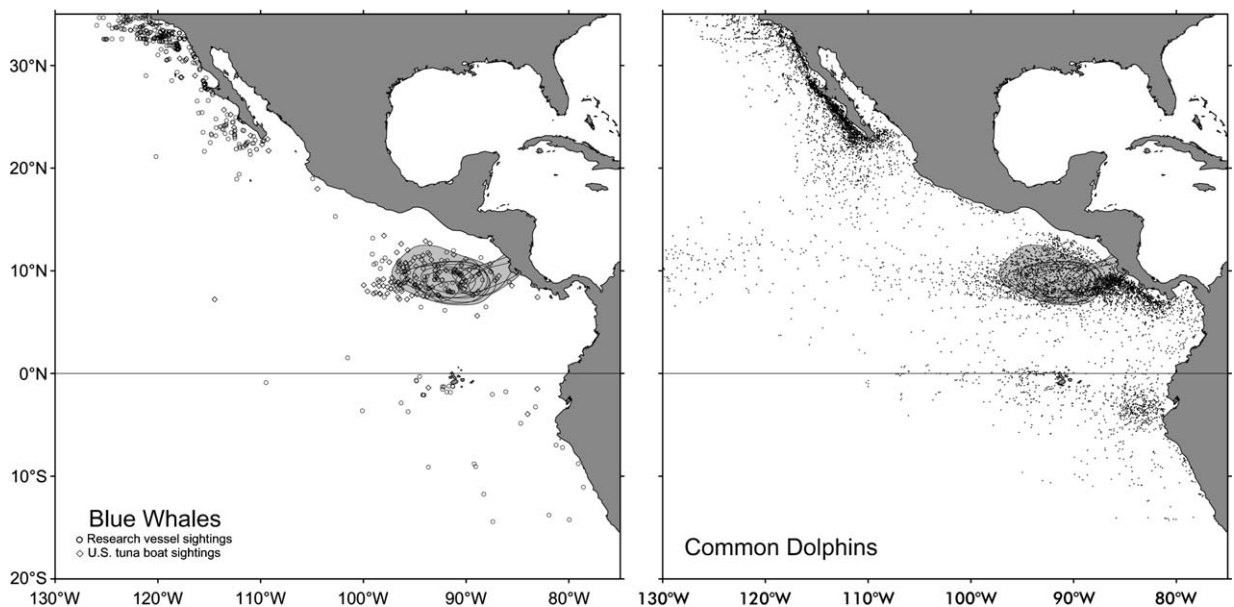 30°N
20°N
10°N
0°N
10°S
20°S
Blue Whales
Research vessel sightings
U.S. tuna boat sightings
130°W 120°W 110°W 100°W 90°W 80°W
Common Dolphins
130°W 120°W 110°W 100°W 90°W 80°W